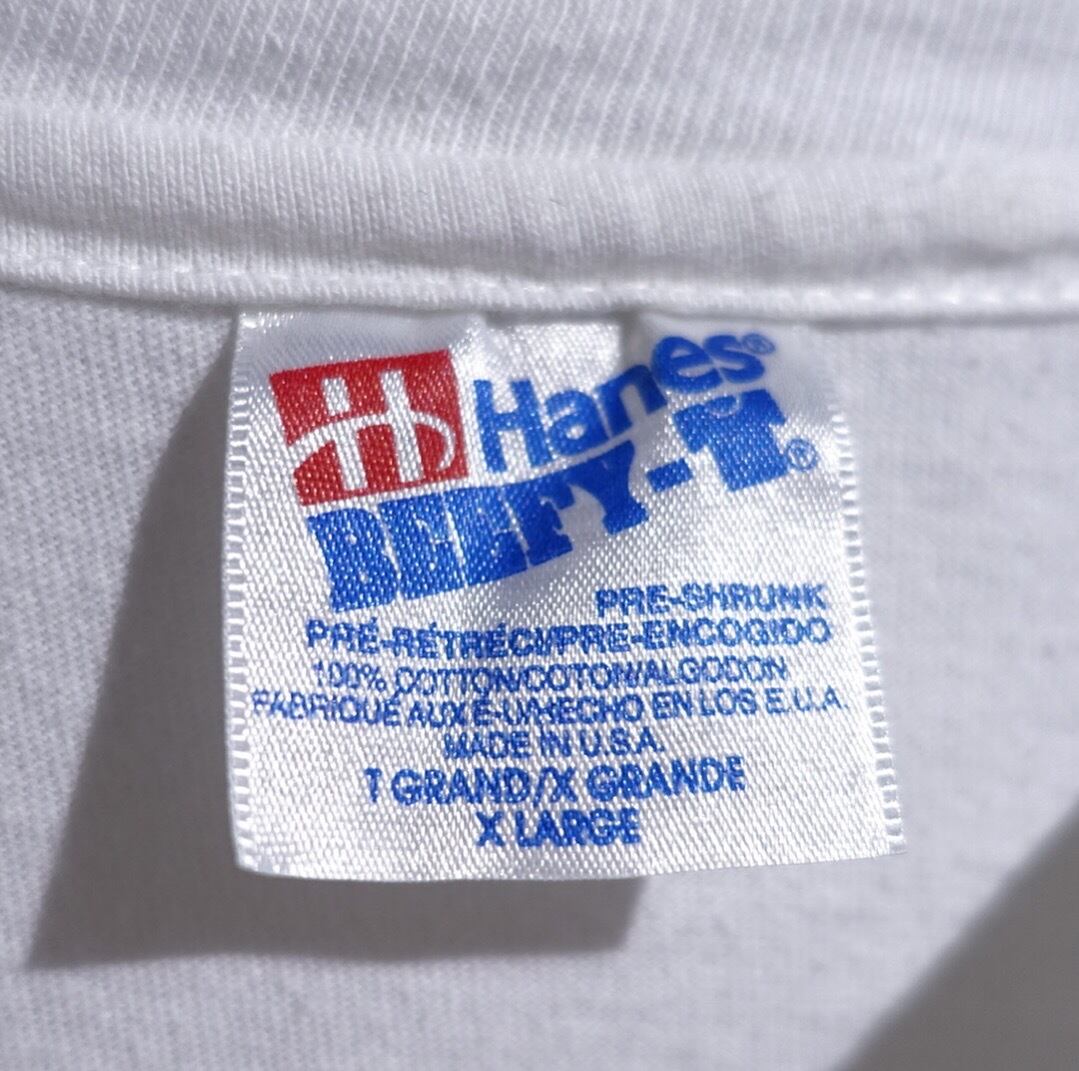 Hanes®
BEEFY-T®
PRE-SHRUNK
PRÉ-RÉTRÉCI/PRE-ENCOGIDO
100% COTTON/COTON/ALGODON
FABRIQUÉ AUX É-U/HECHO EN LOS E.U.A.
MADE IN U.S.A.
T GRAND/X GRANDE
X LARGE